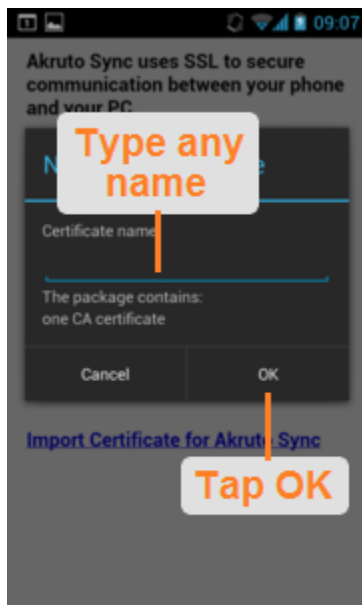 09:07
Akruto Sync uses SSL to secure
communication between your phone
and your PC
Type any
name
N
e
Certificate name
The package contains:
one CA certificate
Cancel
OK
Import Certificate for Akruto Sync
Tap OK